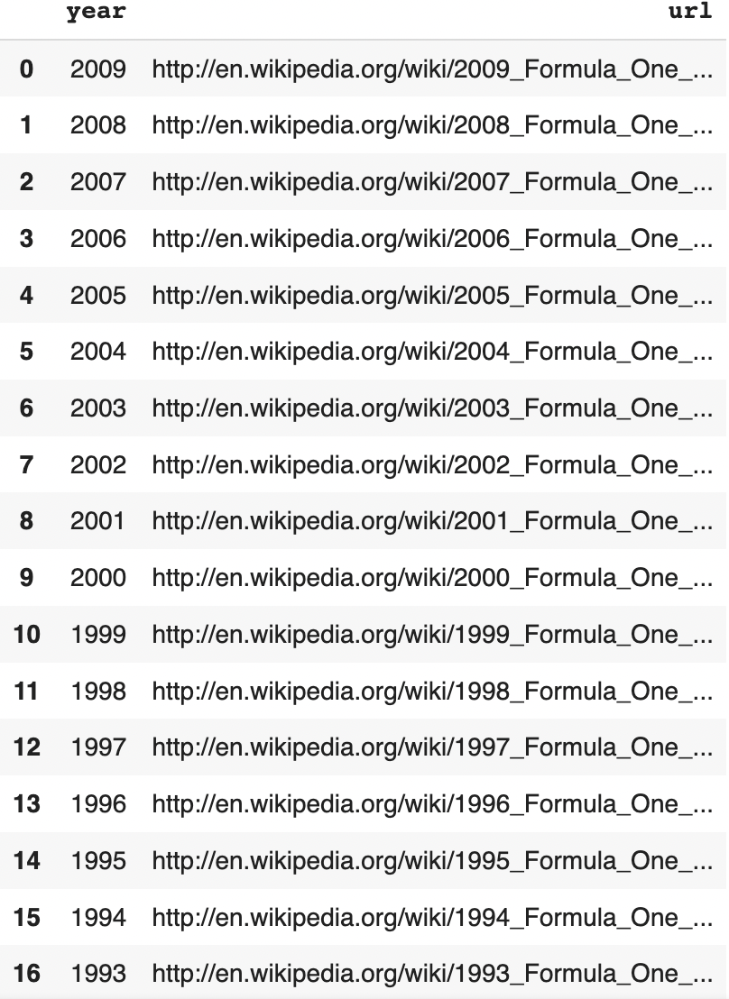 year url
0 2009 http://en.wikipedia.org/wiki/2009_Formula_One_...
1 2008 http://en.wikipedia.org/wiki/2008_Formula_One_...
2 2007 http://en.wikipedia.org/wiki/2007_Formula_One_...
3 2006 http://en.wikipedia.org/wiki/2006_Formula_One_...
4 2005 http://en.wikipedia.org/wiki/2005_Formula_One_...
5 2004 http://en.wikipedia.org/wiki/2004_Formula_One_...
6 2003 http://en.wikipedia.org/wiki/2003_Formula_One_...
7 2002 http://en.wikipedia.org/wiki/2002_Formula_One_...
8 2001 http://en.wikipedia.org/wiki/2001_Formula_One_...
9 2000 http://en.wikipedia.org/wiki/2000_Formula_One_...
10 1999 http://en.wikipedia.org/wiki/1999_Formula_One_...
11 1998 http://en.wikipedia.org/wiki/1998_Formula_One_...
12 1997 http://en.wikipedia.org/wiki/1997_Formula_One_...
13 1996 http://en.wikipedia.org/wiki/1996_Formula_One_...
14 1995 http://en.wikipedia.org/wiki/1995_Formula_One_...
15 1994 http://en.wikipedia.org/wiki/1994_Formula_One_...
16 1993 http://en.wikipedia.org/wiki/1993_Formula_One_...